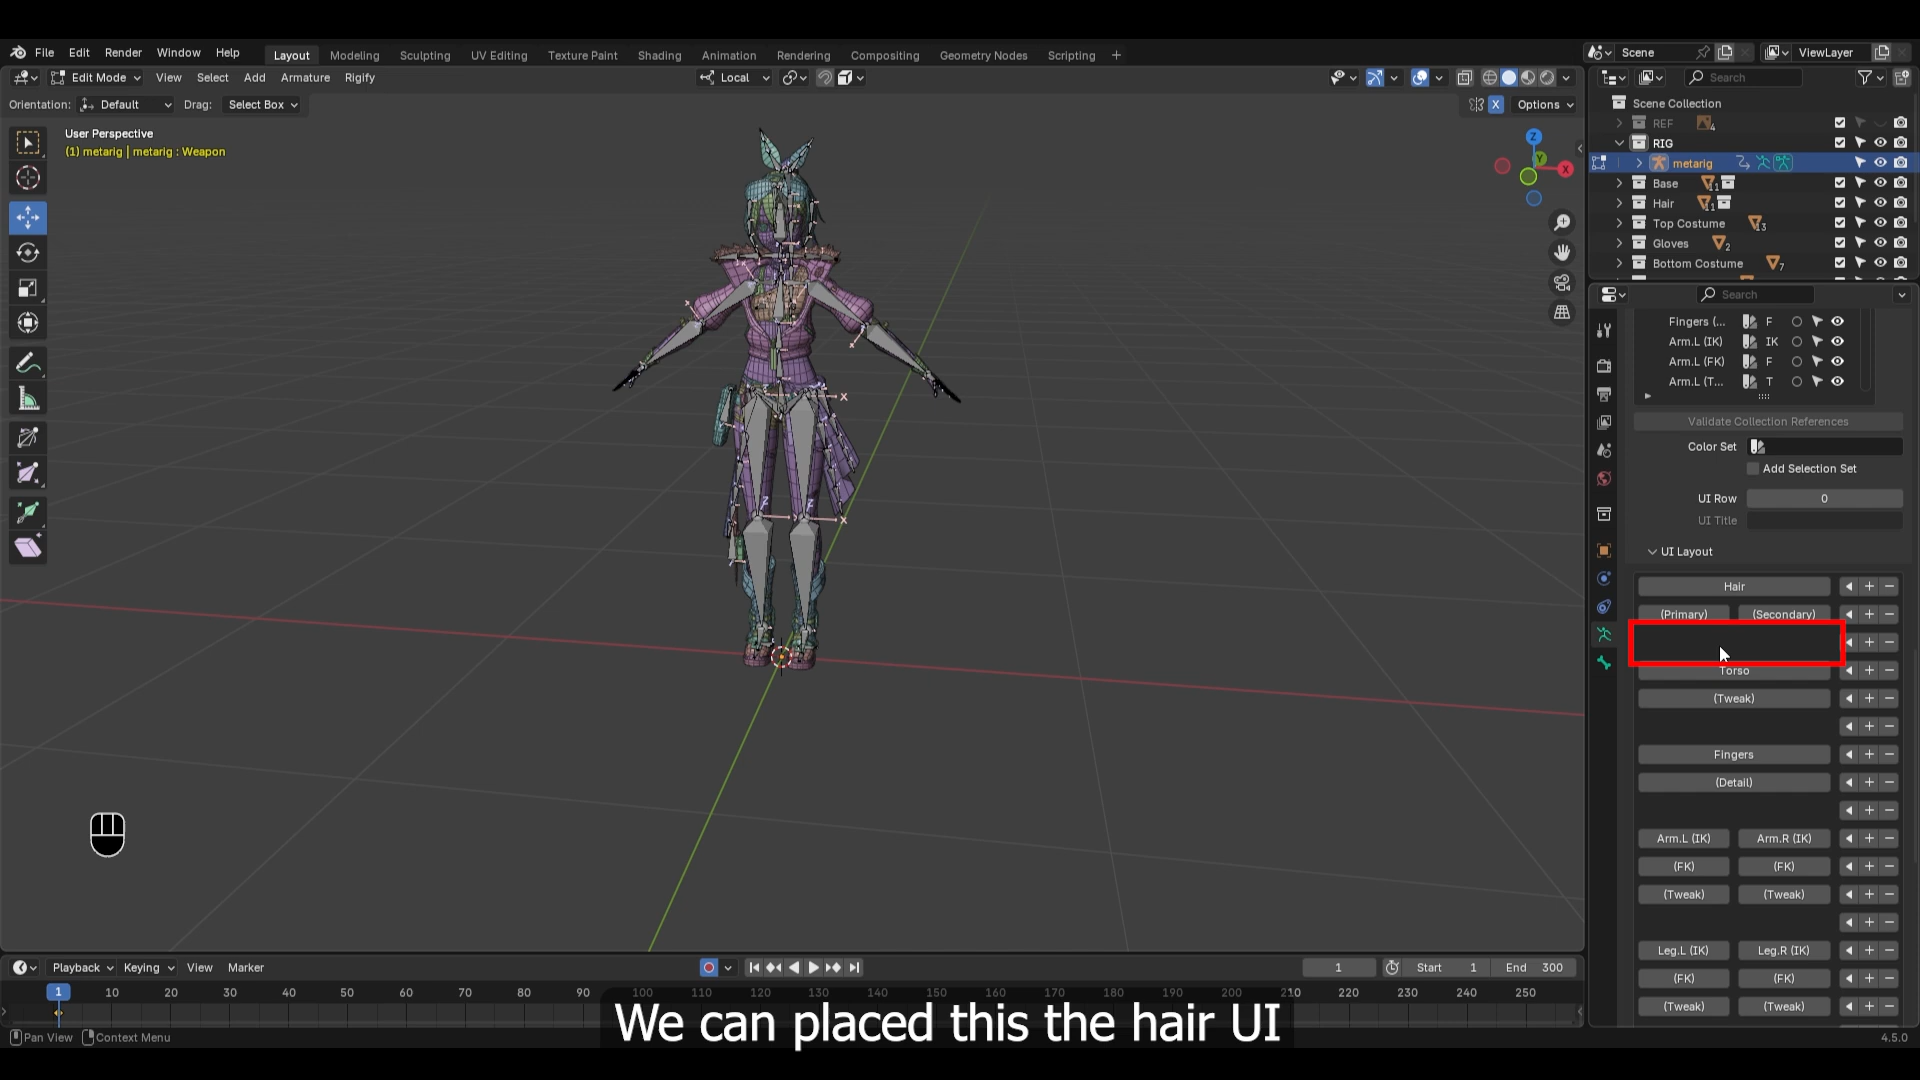 File Edit Render Window Help Layout Modeling Sculpting UV Editing Texture Paint Shading Animation Rendering Compositing Geometry Nodes Scripting + Scene ViewLayer
Edit Mode View Select Add Armature Rigify Local Search
Orientation: Default Drag: Select Box X Options
User Perspective
(1) metarig | metarig : Weapon
Z
Y
X
Scene Collection
REF 4
RIG
metarig
Base 11
Hair 11
Top Costume 13
Gloves 2
Bottom Costume 7
Search
Fingers (... F
Arm.L (IK) IK
Arm.L (FK) F
Arm.L (T... T
Validate Collection References
Color Set
Add Selection Set
UI Row 0
UI Title
UI Layout
Hair
(Primary) (Secondary)
Torso
(Tweak)
Fingers
(Detail)
Arm.L (IK) Arm.R (IK)
(FK) (FK)
(Tweak) (Tweak)
Leg.L (IK) Leg.R (IK)
(FK) (FK)
(Tweak) (Tweak)
Playback Keying View Marker 1 Start 1 End 300
1 10 20 30 40 50 60 70 80 90 100 110 120 130 140 150 160 170 180 190 200 210 220 230 240 250
We can placed this the hair UI
Pan View Context Menu 4.5.0